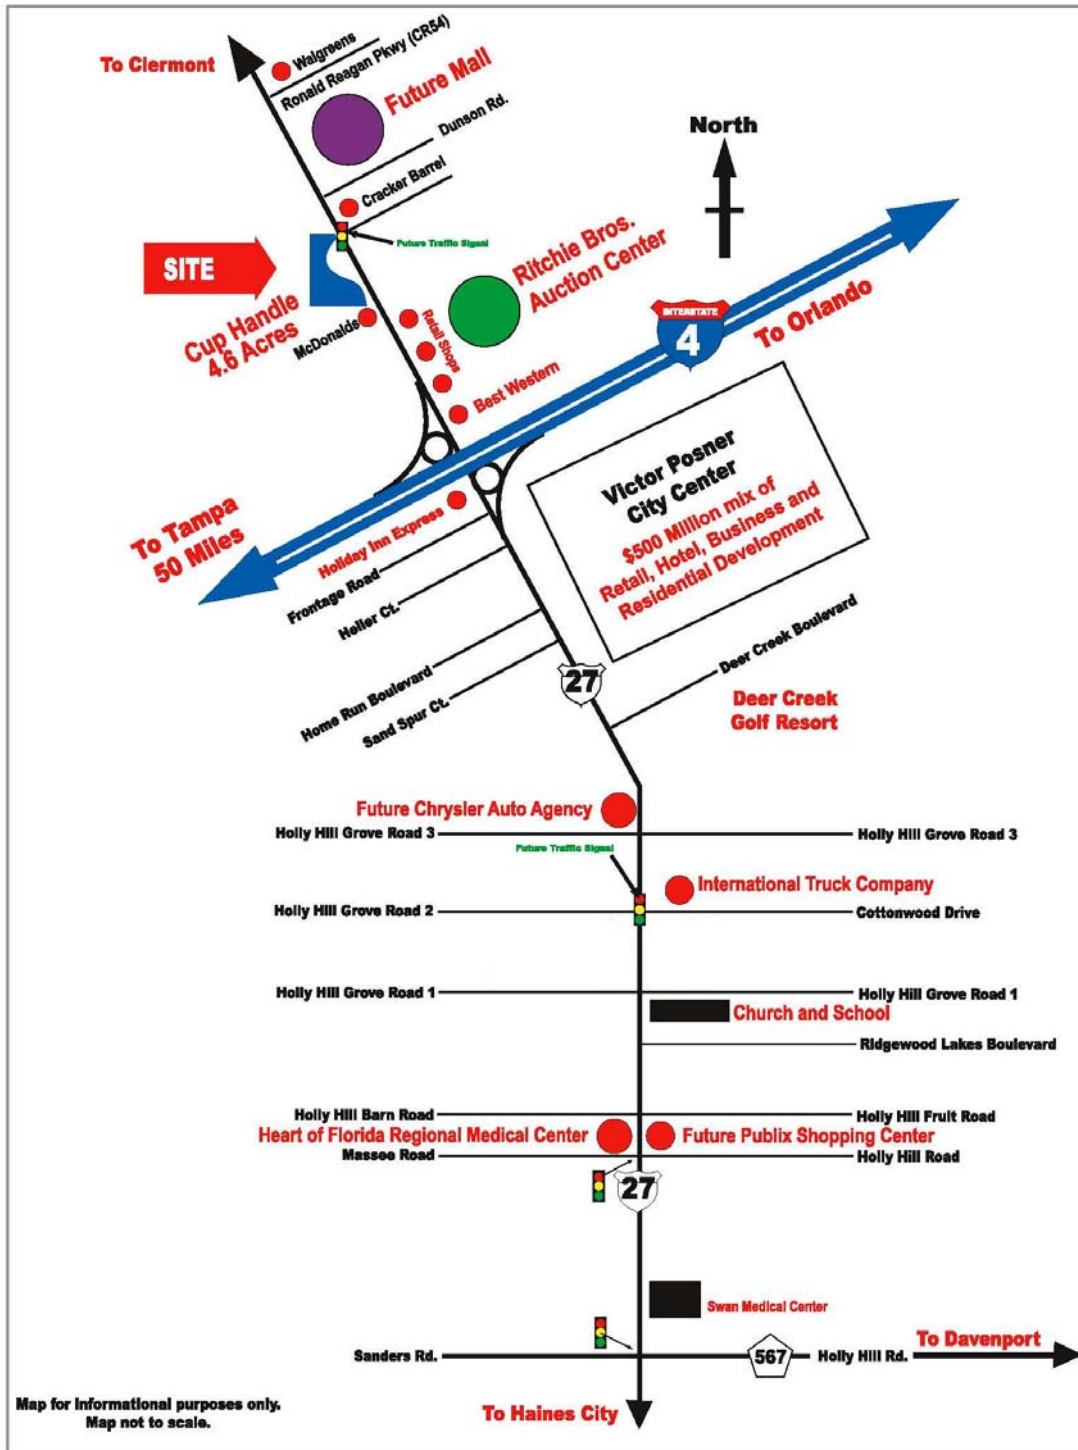 To Clermont
Walgreens
Ronald Reagan Pkwy (CR54)
Future Mall
Dunson Rd.
Cracker Barrel
North
Future Traffic Signal
SITE
Ritchie Bros.
Auction Center
Cup Handle
4.6 Acres
McDonalds
Retail Shops
Best Western
INTERSTATE
4
To Orlando
Victor Posner
City Center
$500 Million mix of
Retail, Hotel, Business and
Residential Development
To Tampa
50 Miles
Holiday Inn Express
Frontage Road
Heller Ct.
Home Run Boulevard
Sand Spur Ct.
27
Deer Creek Boulevard
Deer Creek
Golf Resort
Future Chrysler Auto Agency
Holly Hill Grove Road 3
Holly Hill Grove Road 3
Future Traffic Signal
International Truck Company
Holly Hill Grove Road 2
Cottonwood Drive
Holly Hill Grove Road 1
Holly Hill Grove Road 1
Church and School
Ridgewood Lakes Boulevard
Holly Hill Barn Road
Holly Hill Fruit Road
Heart of Florida Regional Medical Center
Future Publix Shopping Center
Massee Road
Holly Hill Road
27
Swan Medical Center
Sanders Rd.
567
Holly Hill Rd.
To Davenport
To Haines City
Map for informational purposes only.
Map not to scale.